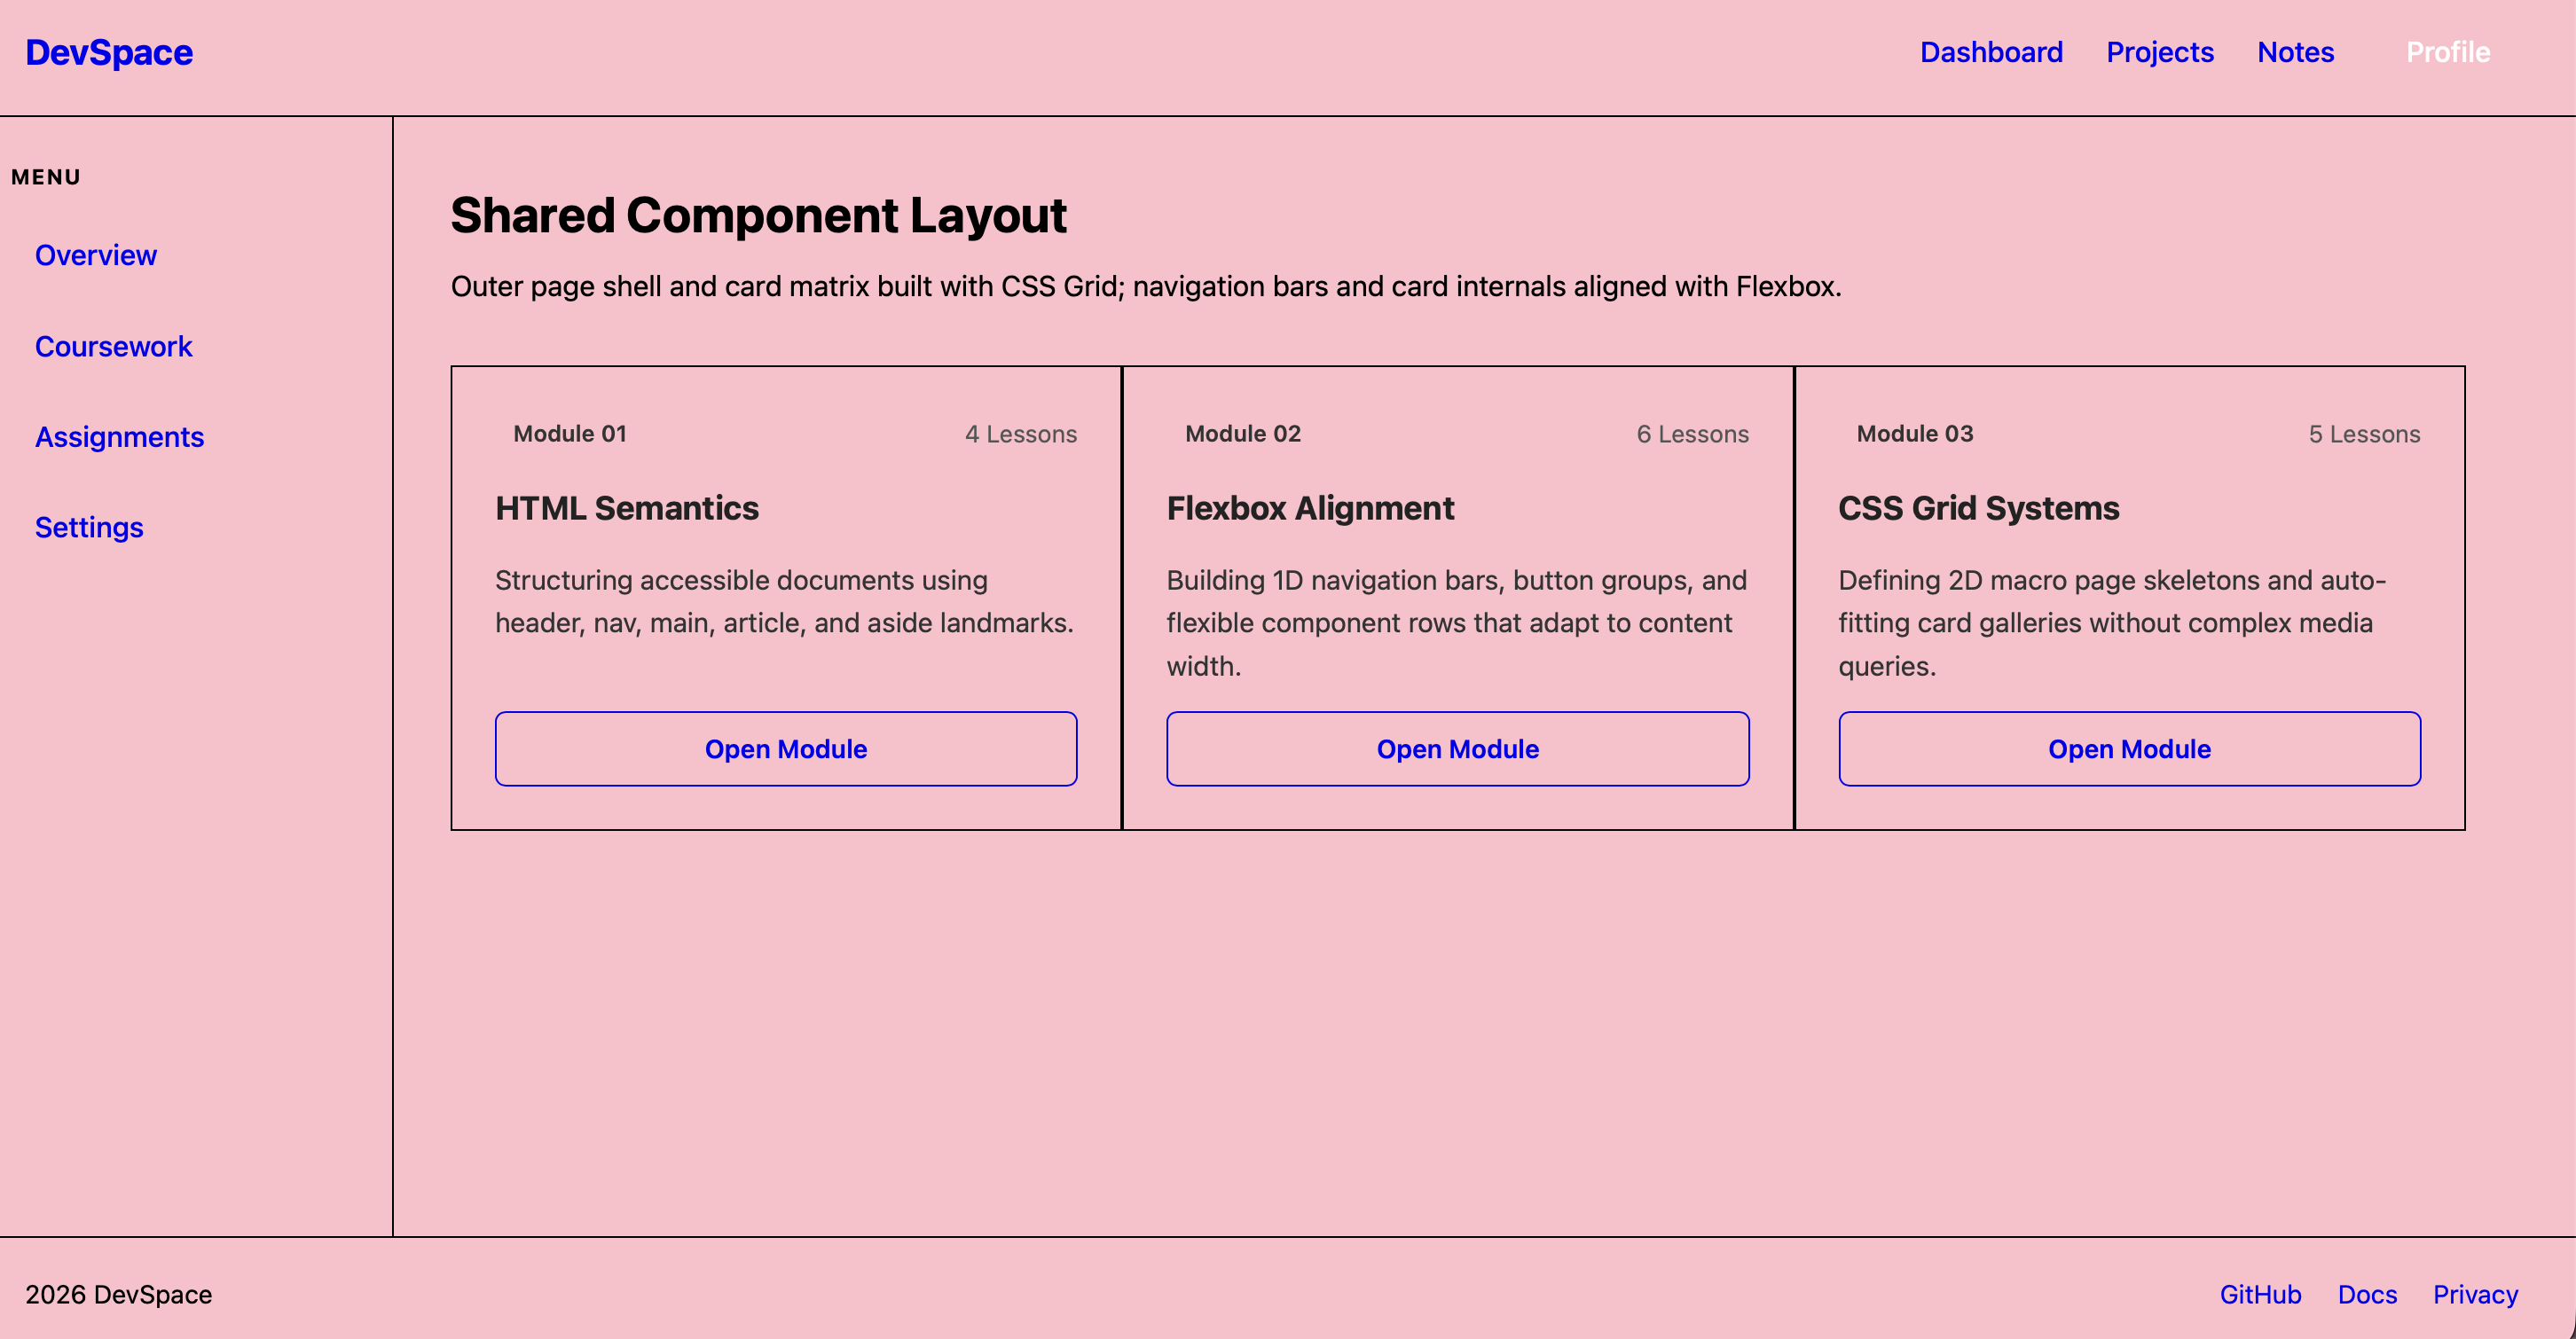 DevSpace
Dashboard Projects Notes Profile
MENU
Overview
Coursework
Assignments
Settings
Shared Component Layout
Outer page shell and card matrix built with CSS Grid; navigation bars and card internals aligned with Flexbox.
Module 01 4 Lessons
HTML Semantics
Structuring accessible documents using
header, nav, main, article, and aside landmarks.
Open Module
Module 02 6 Lessons
Flexbox Alignment
Building 1D navigation bars, button groups, and
flexible component rows that adapt to content
width.
Open Module
Module 03 5 Lessons
CSS Grid Systems
Defining 2D macro page skeletons and auto-
fitting card galleries without complex media
queries.
Open Module
2026 DevSpace
GitHub Docs Privacy